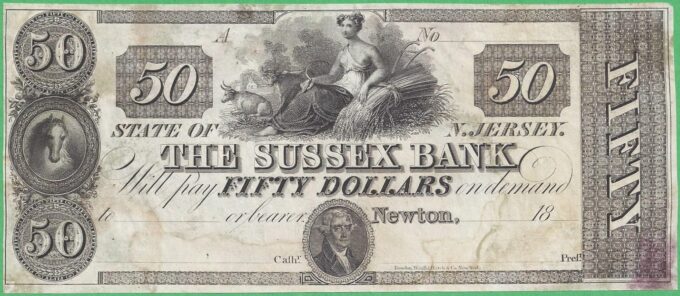 50
A No
50 50
STATE OF N. JERSEY.
THE SUSSEX BANK
Will pay FIFTY DOLLARS on demand
to or bearer Newton, 18
50
Cash.r Pres.t
FIFTY